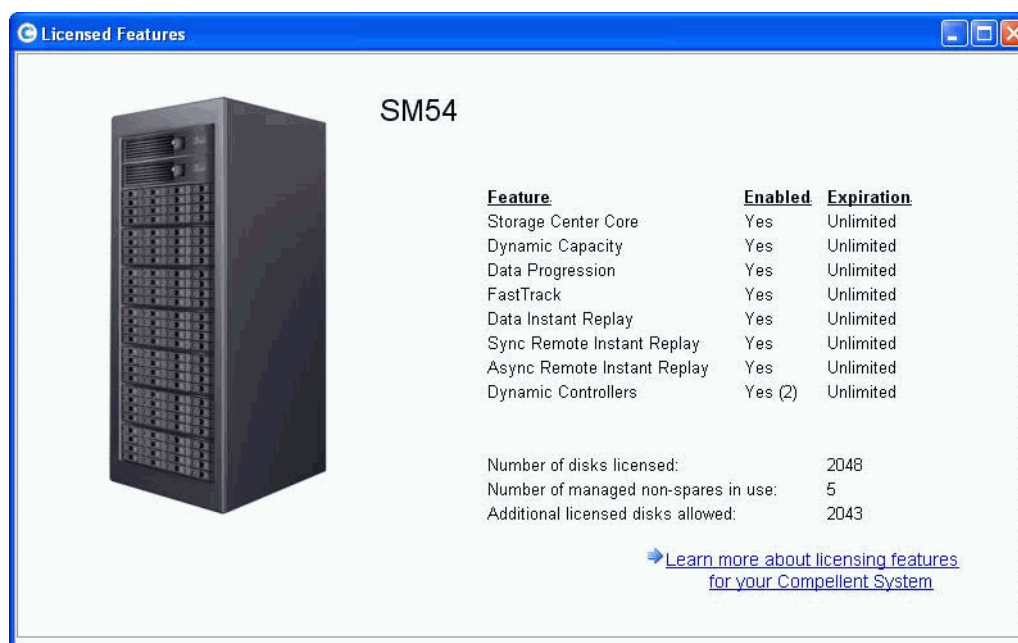 Licensed Features
SM54
Feature Enabled Expiration
Storage Center Core Yes Unlimited
Dynamic Capacity Yes Unlimited
Data Progression Yes Unlimited
FastTrack Yes Unlimited
Data Instant Replay Yes Unlimited
Sync Remote Instant Replay Yes Unlimited
Async Remote Instant Replay Yes Unlimited
Dynamic Controllers Yes (2) Unlimited
Number of disks licensed: 2048
Number of managed non-spares in use: 5
Additional licensed disks allowed: 2043
Learn more about licensing features
for your Compellent System